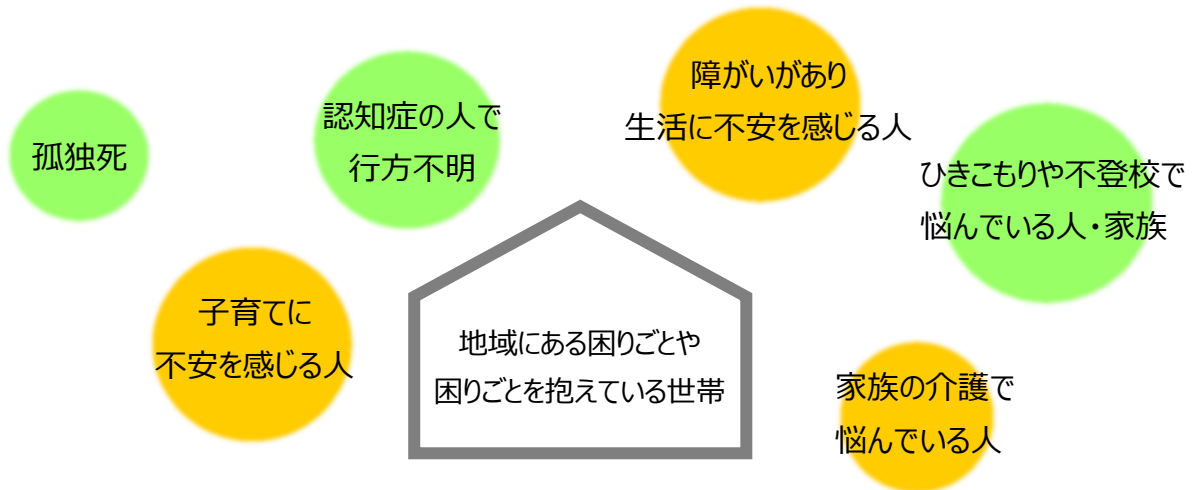 孤独死
認知症の人で
行方不明
障がいがあり
生活に不安を感じる人
ひきこもりや不登校で
悩んでいる人・家族
子育てに
不安を感じる人
地域にある困りごとや
困りごとを抱えている世帯
家族の介護で
悩んでいる人